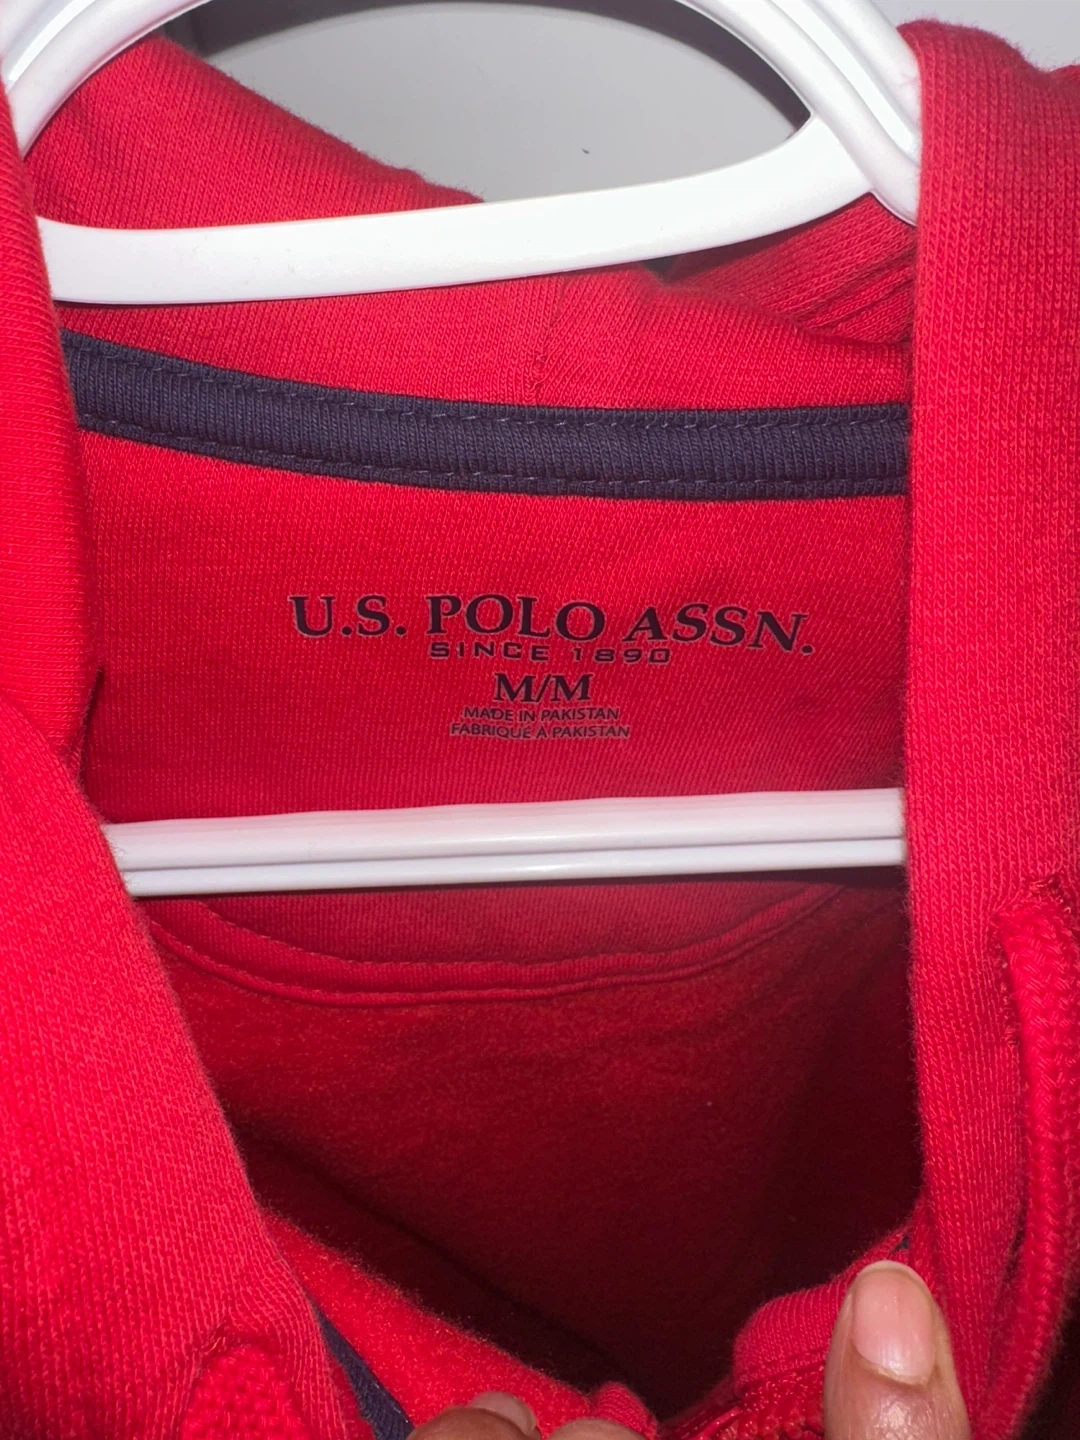 U.S. POLO ASSN.
SINCE 1890
M/M
MADE IN PAKISTAN
FABRIQUÉ À PAKISTAN